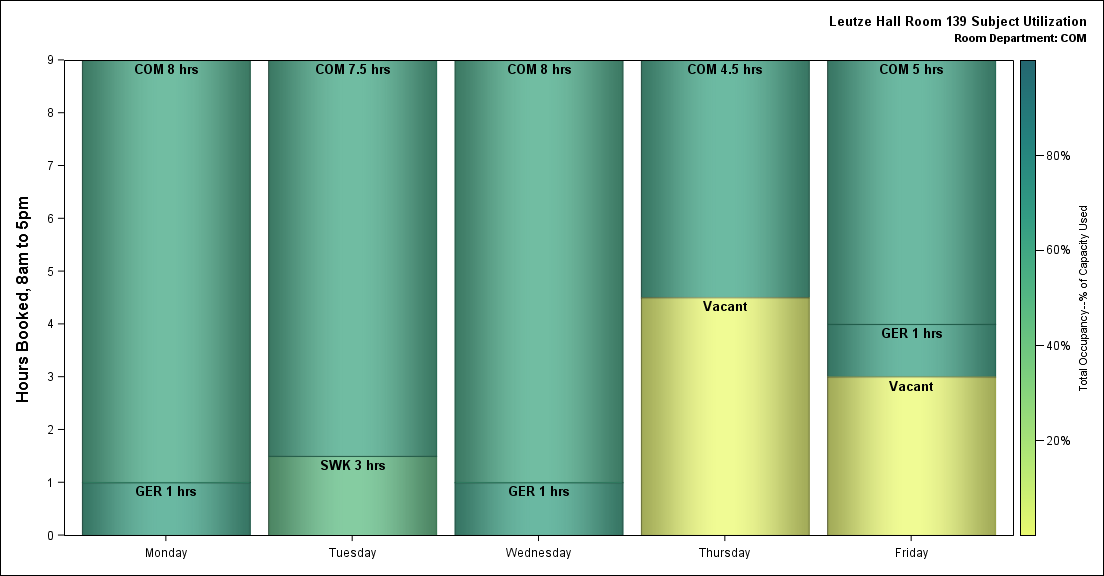 Leutze Hall Room 139 Subject Utilization
Room Department: COM
Hours Booked, 8am to 5pm
9
8
7
6
5
4
3
2
1
0
COM 8 hrs
GER 1 hrs
COM 7.5 hrs
SWK 3 hrs
COM 8 hrs
GER 1 hrs
COM 4.5 hrs
Vacant
COM 5 hrs
GER 1 hrs
Vacant
Monday
Tuesday
Wednesday
Thursday
Friday
80%
60%
40%
20%
Total Occupancy--% of Capacity Used